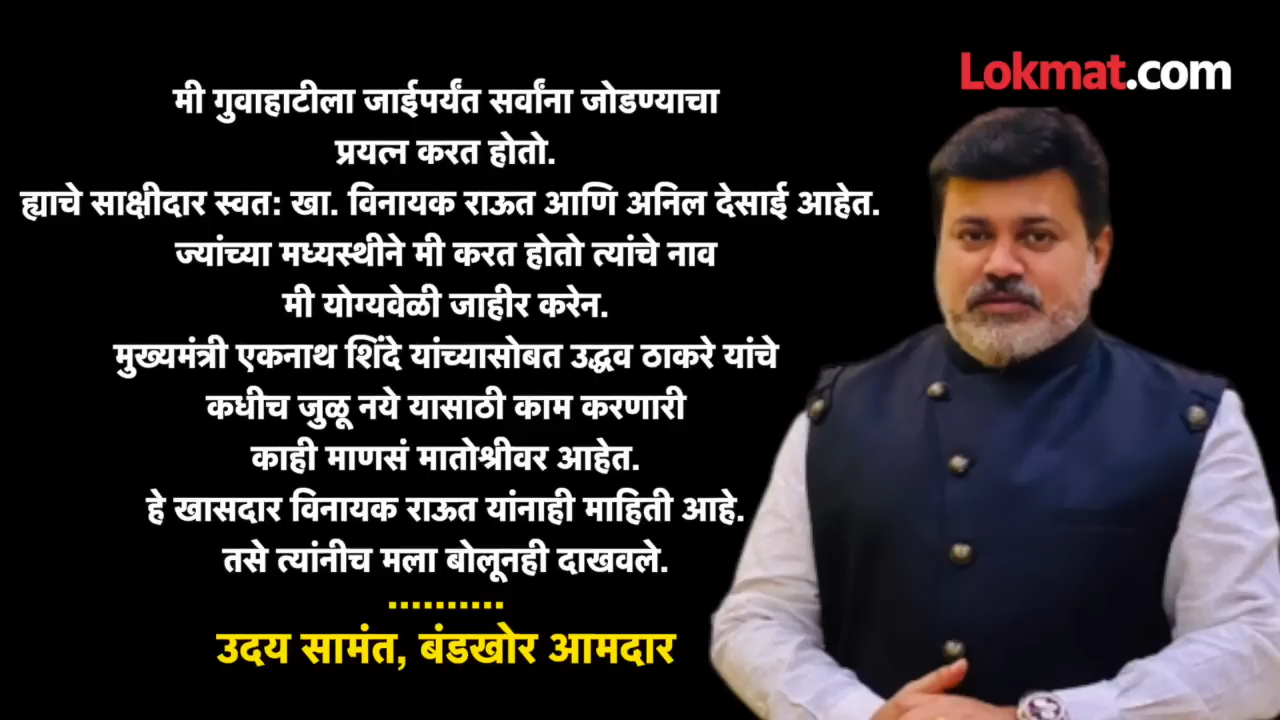 Lokmat.com
मी गुवाहाटीला जाईपर्यंत सर्वांना जोडण्याचा
प्रयत्न करत होतो.
ह्याचे साक्षीदार स्वत: खा. विनायक राऊत आणि अनिल देसाई आहेत.
ज्यांच्या मध्यस्थीने मी करत होतो त्यांचे नाव
मी योग्यवेळी जाहीर करेन.
मुख्यमंत्री एकनाथ शिंदे यांच्यासोबत उद्धव ठाकरे यांचे
कधीच जुळू नये यासाठी काम करणारी
काही माणसं मातोश्रीवर आहेत.
हे खासदार विनायक राऊत यांनाही माहिती आहे.
तसे त्यांनीच मला बोलूनही दाखवले.
..........
उदय सामंत, बंडखोर आमदार